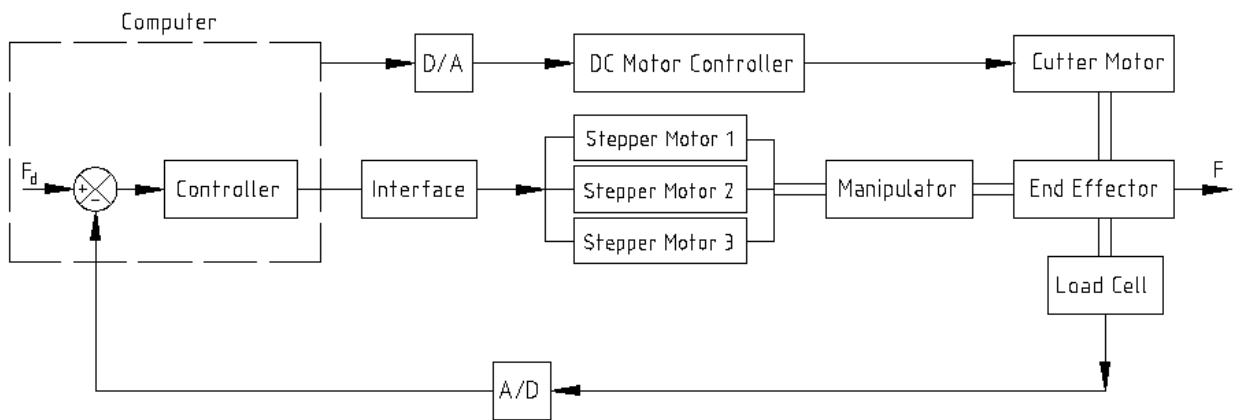 Computer
D/A
DC Motor Controller
Cutter Motor
Stepper Motor 1
F_d
+
-
Controller
Interface
Stepper Motor 2
Manipulator
End Effector
F
Stepper Motor 3
Load Cell
A/D